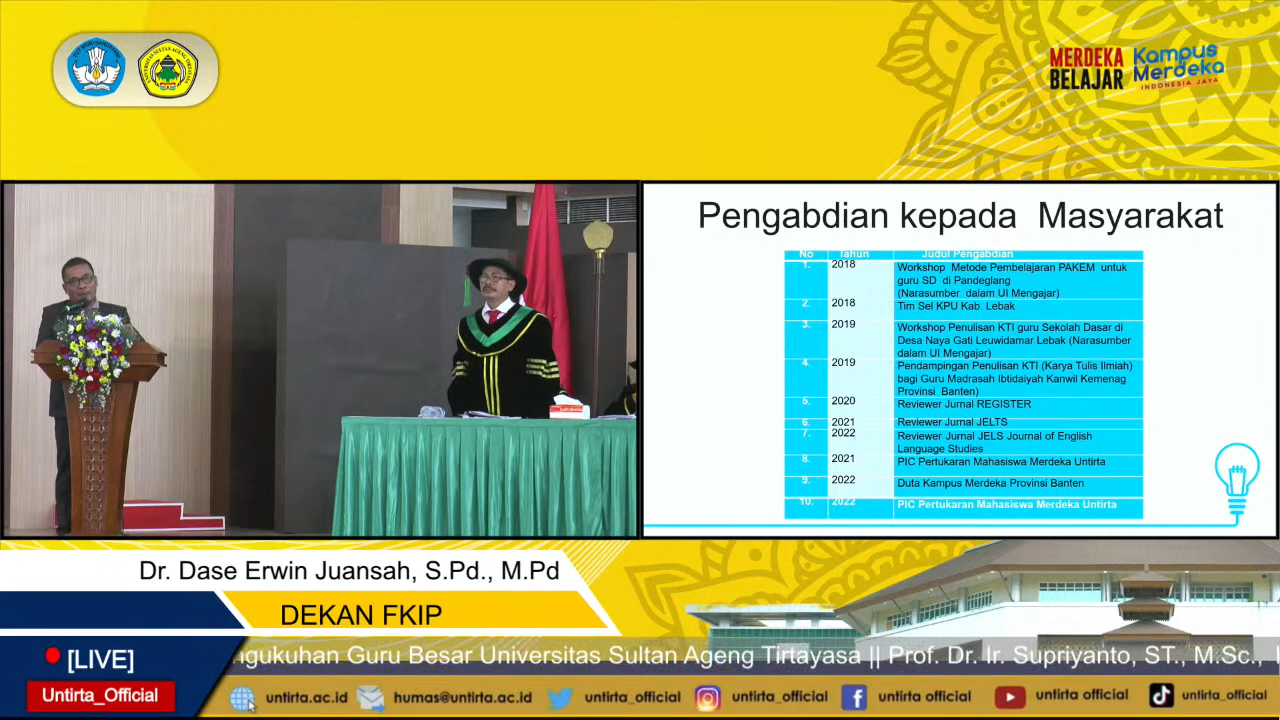 MERDEKA
BELAJAR
Kampus
Merdeka
INDONESIA JAYA
Pengabdian kepada Masyarakat
No Tahun Judul Pengabdian
1. 2018 Workshop Metode Pembelajaran PAKEM untuk
guru SD di Pandeglang
(Narasumber dalam UI Mengajar)
2. 2018 Tim Sel KPU Kab. Lebak
3. 2019 Workshop Penulisan KTI guru Sekolah Dasar di
Desa Naya Gati Leuwidamar Lebak (Narasumber
dalam UI Mengajar)
4. 2019 Pendampingan Penulisan KTI (Karya Tulis Ilmiah)
bagi Guru Madrasah Ibtidaiyah Kanwil Kemenag
Provinsi Banten)
5. 2020 Reviewer Jurnal REGISTER
6. 2021 Reviewer Jurnal JELTS
7. 2022 Reviewer Jurnal JELS Journal of English
Language Studies
8. 2021 PIC Pertukaran Mahasiswa Merdeka Untirta
9. 2022 Duta Kampus Merdeka Provinsi Banten
10. 2022 PIC Pertukaran Mahasiswa Merdeka Untirta
Dr. Dase Erwin Juansah, S.Pd., M.Pd
DEKAN FKIP
[LIVE]
ngukuhan Guru Besar Universitas Sultan Ageng Tirtayasa || Prof. Dr. Ir. Supriyanto, ST., M.Sc.,
Untirta_Official
untirta.ac.id humas@untirta.ac.id untirta_official untirta_official untirta official untirta official untirta_official